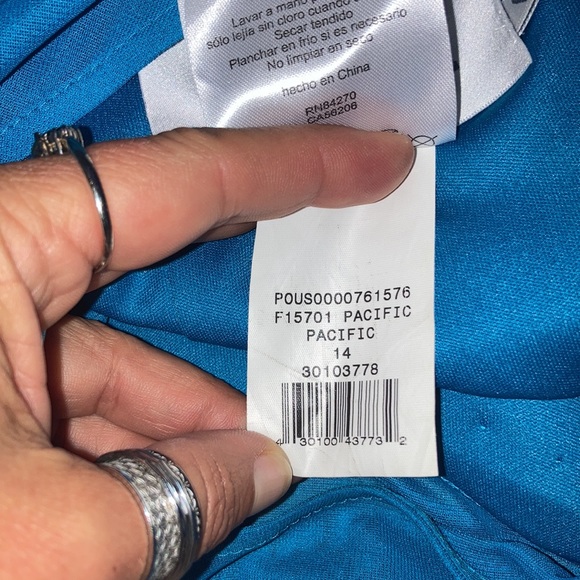 Lavar a mano
sólo lejía sin cloro cuando
Secar tendido
Planchar en frío si es necesario
No limpiar en seco
hecho en China
RN84270
CA56206
POUS0000761576
F15701 PACIFIC
PACIFIC
14
30103778
4 30100 43773 2